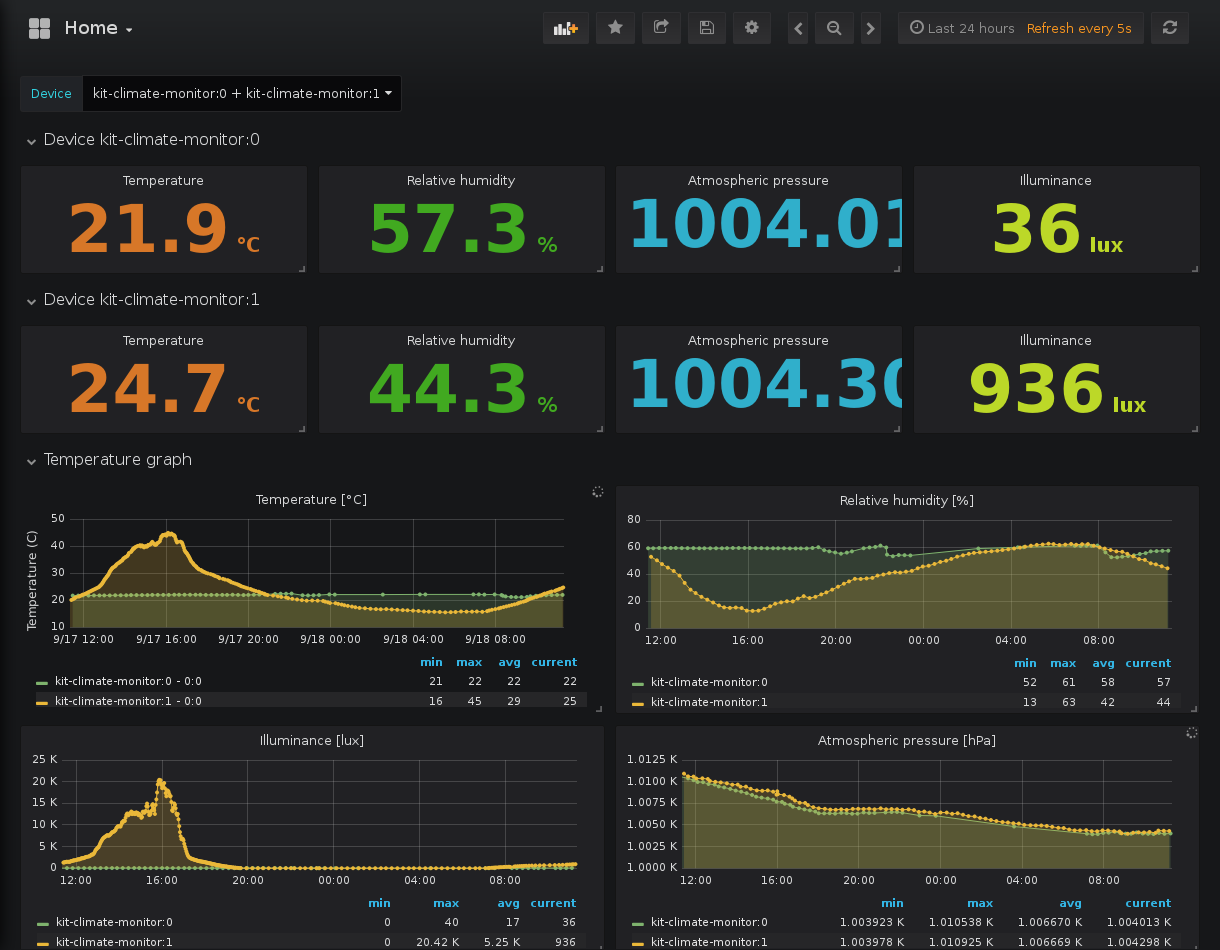 Home
Last 24 hours Refresh every 5s
Device kit-climate-monitor:0 + kit-climate-monitor:1
Device kit-climate-monitor:0
Temperature Relative humidity Atmospheric pressure Illuminance
21.9 °C 57.3 % 1004.01 36 lux
Device kit-climate-monitor:1
Temperature Relative humidity Atmospheric pressure Illuminance
24.7 °C 44.3 % 1004.30 936 lux
Temperature graph
Temperature [°C]
Temperature (C)
50
40
30
20
10
9/17 12:00 9/17 16:00 9/17 20:00 9/18 00:00 9/18 04:00 9/18 08:00
min max avg current
kit-climate-monitor:0 - 0:0 21 22 22 22
kit-climate-monitor:1 - 0:0 16 45 29 25
Relative humidity [%]
80
60
40
20
0
12:00 16:00 20:00 00:00 04:00 08:00
min max avg current
kit-climate-monitor:0 52 61 58 57
kit-climate-monitor:1 13 63 42 44
Illuminance [lux]
25 K
20 K
15 K
10 K
5 K
0
12:00 16:00 20:00 00:00 04:00 08:00
min max avg current
kit-climate-monitor:0 0 40 17 36
kit-climate-monitor:1 0 20.42 K 5.25 K 936
Atmospheric pressure [hPa]
1.0125 K
1.0100 K
1.0075 K
1.0050 K
1.0025 K
1.0000 K
12:00 16:00 20:00 00:00 04:00 08:00
min max avg current
kit-climate-monitor:0 1.003923 K 1.010538 K 1.006670 K 1.004013 K
kit-climate-monitor:1 1.003978 K 1.010925 K 1.006669 K 1.004298 K